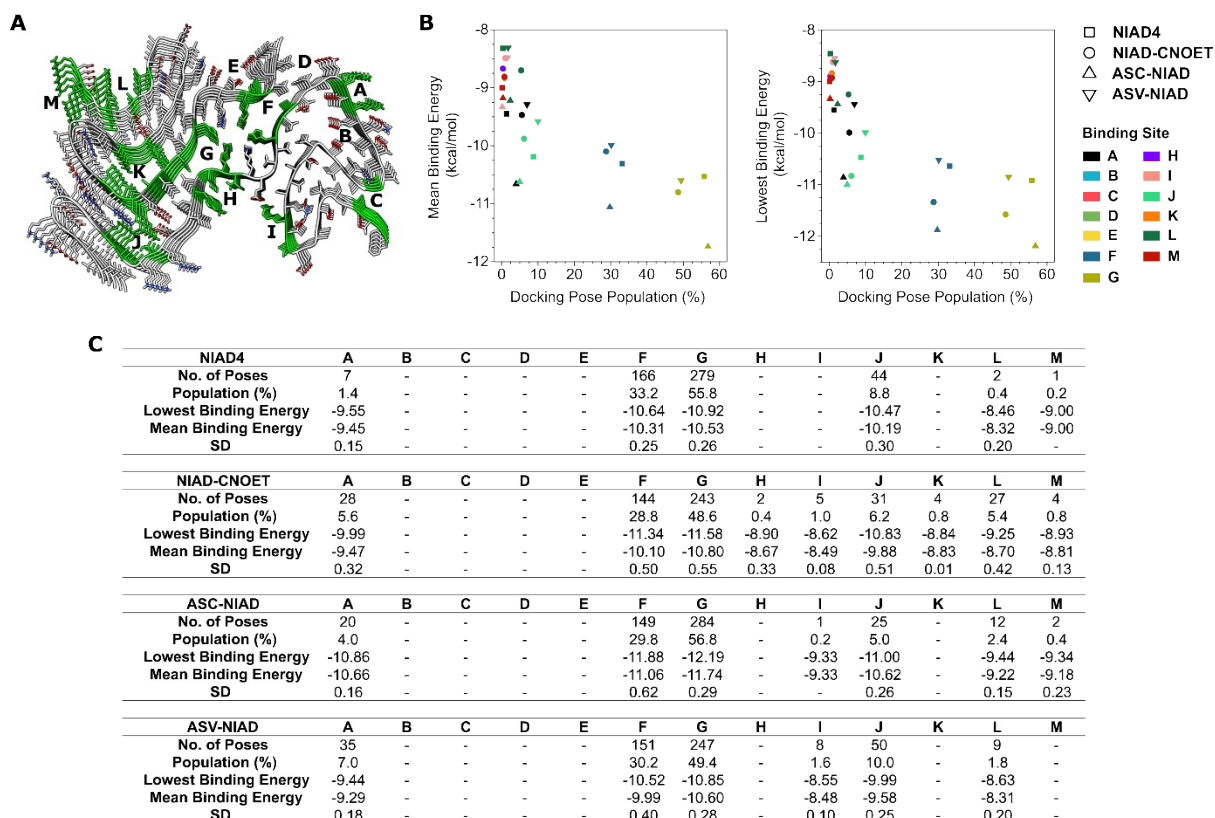 A
B
M
L
E
D
A
F
B
K
G
H
C
J
I
Mean Binding Energy
(kcal/mol)
-8
-9
-10
-11
-12
0 10 20 30 40 50 60
Docking Pose Population (%)
Lowest Binding Energy
(kcal/mol)
-8
-9
-10
-11
-12
0 10 20 30 40 50 60
Docking Pose Population (%)
NIAD4
NIAD-CNOET
ASC-NIAD
ASV-NIAD
Binding Site
A H
B I
C J
D K
E L
F M
G
C
NIAD4 A B C D E F G H I J K L M
No. of Poses 7 - - - - 166 279 - - 44 - 2 1
Population (%) 1.4 - - - - 33.2 55.8 - - 8.8 - 0.4 0.2
Lowest Binding Energy -9.55 - - - - -10.64 -10.92 - - -10.47 - -8.46 -9.00
Mean Binding Energy -9.45 - - - - -10.31 -10.53 - - -10.19 - -8.32 -9.00
SD 0.15 - - - - 0.25 0.26 - - 0.30 - 0.20 -
NIAD-CNOET A B C D E F G H I J K L M
No. of Poses 28 - - - - 144 243 2 5 31 4 27 4
Population (%) 5.6 - - - - 28.8 48.6 0.4 1.0 6.2 0.8 5.4 0.8
Lowest Binding Energy -9.99 - - - - -11.34 -11.58 -8.90 -8.62 -10.83 -8.84 -9.25 -8.93
Mean Binding Energy -9.47 - - - - -10.10 -10.80 -8.67 -8.49 -9.88 -8.83 -8.70 -8.81
SD 0.32 - - - - 0.50 0.55 0.33 0.08 0.51 0.01 0.42 0.13
ASC-NIAD A B C D E F G H I J K L M
No. of Poses 20 - - - - 149 284 - 1 25 - 12 2
Population (%) 4.0 - - - - 29.8 56.8 - 0.2 5.0 - 2.4 0.4
Lowest Binding Energy -10.86 - - - - -11.88 -12.19 - -9.33 -11.00 - -9.44 -9.34
Mean Binding Energy -10.66 - - - - -11.06 -11.74 - -9.33 -10.62 - -9.22 -9.18
SD 0.16 - - - - 0.62 0.29 - - 0.26 - 0.15 0.23
ASV-NIAD A B C D E F G H I J K L M
No. of Poses 35 - - - - 151 247 - 8 50 - 9 -
Population (%) 7.0 - - - - 30.2 49.4 - 1.6 10.0 - 1.8 -
Lowest Binding Energy -9.44 - - - - -10.52 -10.85 - -8.55 -9.99 - -8.63 -
Mean Binding Energy -9.29 - - - - -9.99 -10.60 - -8.48 -9.58 - -8.31 -
SD 0.18 - - - - 0.40 0.28 - 0.10 0.25 - 0.20 -